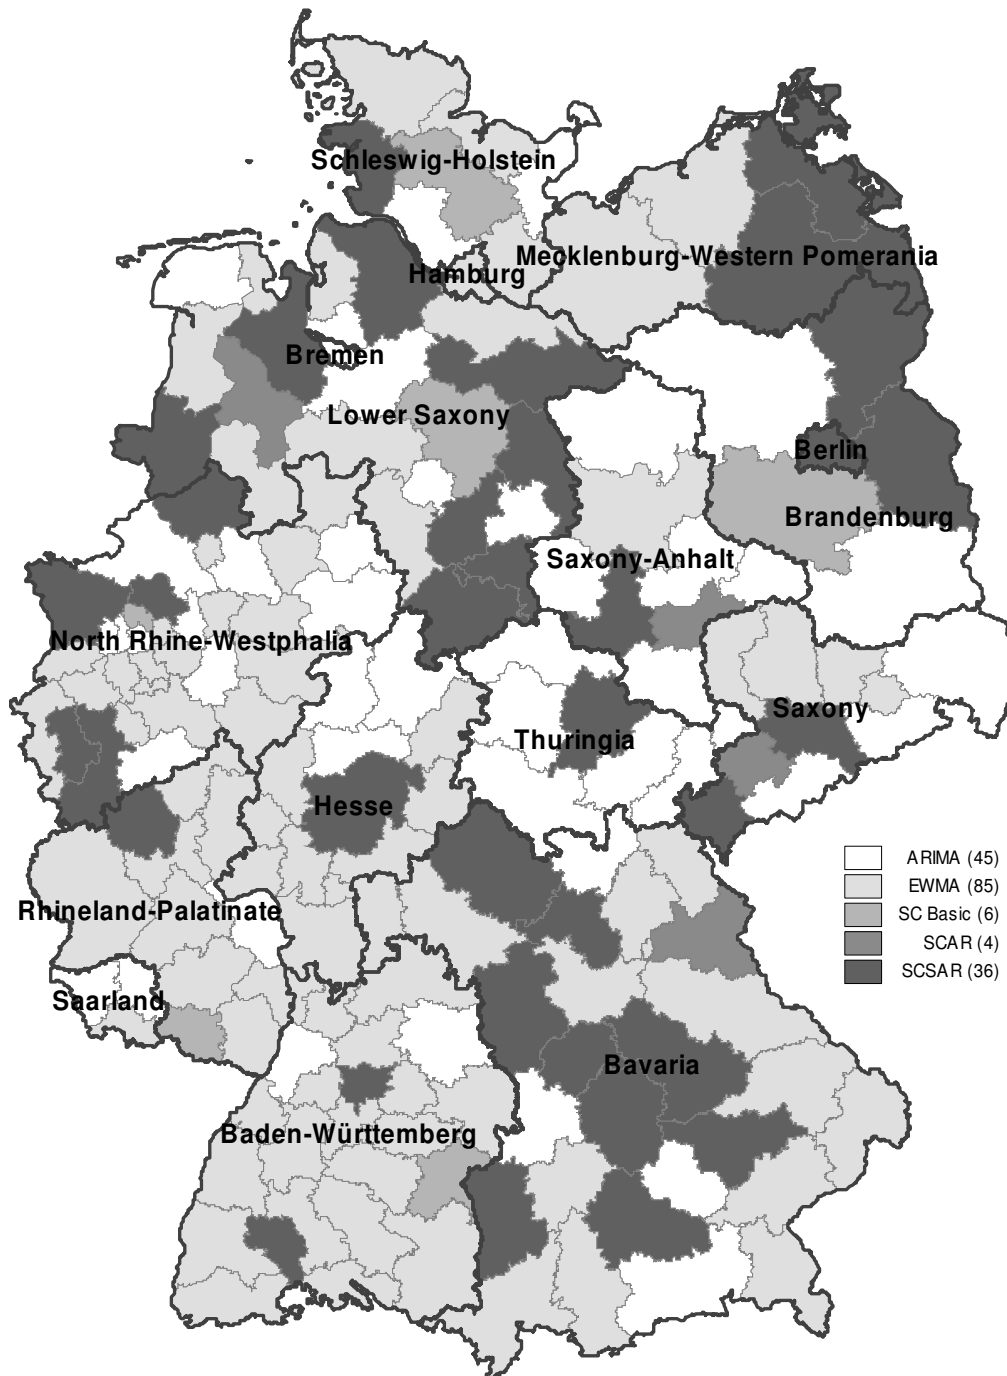 Schleswig-Holstein
Mecklenburg-Western Pomerania
Hamburg
Bremen
Lower Saxony
Berlin
Brandenburg
Saxony-Anhalt
North Rhine-Westphalia
Saxony
Thuringia
Hesse
ARIMA (45)
EWMA (85)
SC Basic (6)
SCAR (4)
SCSAR (36)
Rhineland-Palatinate
Saarland
Bavaria
Baden-Württemberg